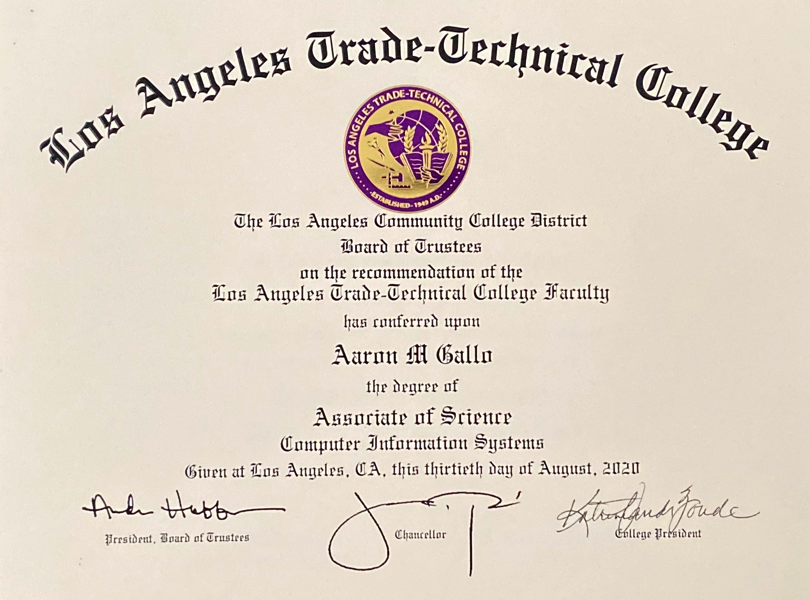 Los Angeles Trade-Technical College
LOS ANGELES TRADE-TECHNICAL COLLEGE
·ESTABLISHED· 1949 A.D.·
The Los Angeles Community College District
Board of Trustees
on the recommendation of the
Los Angeles Trade-Technical College Faculty
has conferred upon
Aaron M Gallo
the degree of
Associate of Science
Computer Information Systems
Given at Los Angeles, CA, this thirtieth day of August, 2020
President, Board of Trustees
Chancellor
College President